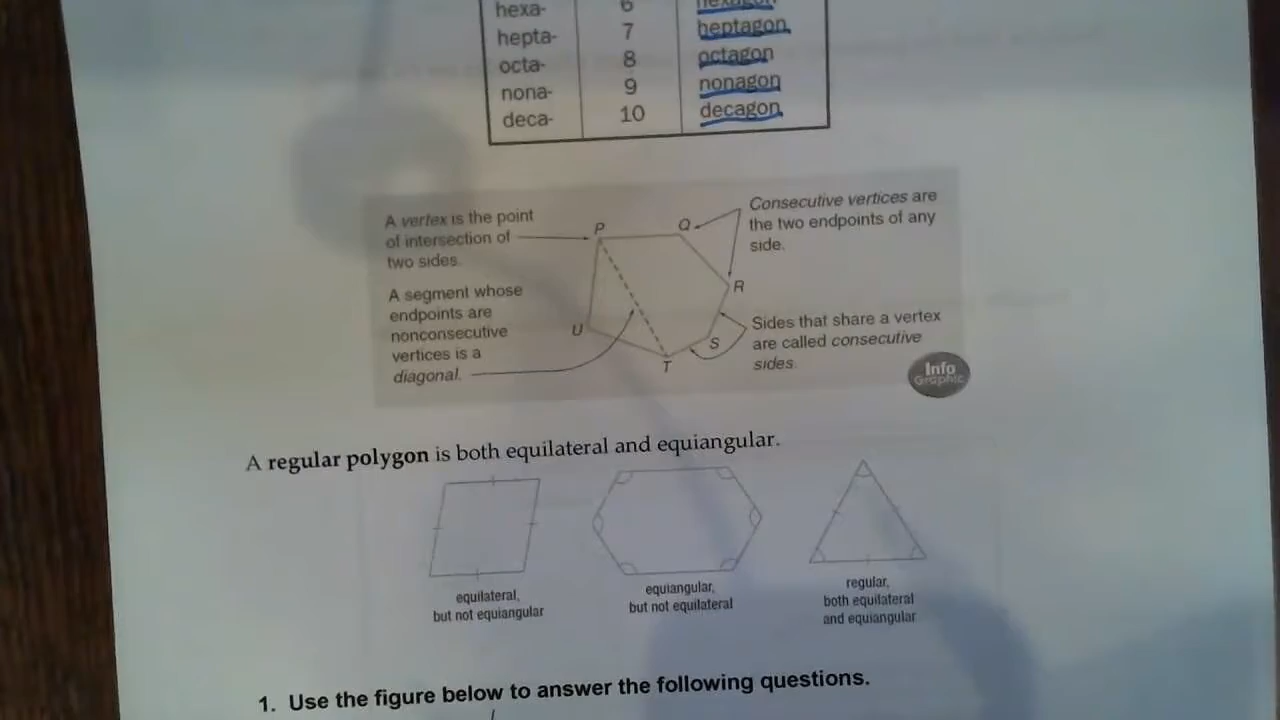 hexa- 6 hexagon
hepta- 7 heptagon
octa- 8 octagon
nona- 9 nonagon
deca- 10 decagon
A vertex is the point
of intersection of
two sides.
A segment whose
endpoints are
nonconsecutive
vertices is a
diagonal.
P
Q
R
S
T
U
Consecutive vertices are
the two endpoints of any
side.
Sides that share a vertex
are called consecutive
sides.
Info
Graphic
A regular polygon is both equilateral and equiangular.
equilateral,
but not equiangular
equiangular,
but not equilateral
regular,
both equilateral
and equiangular
1. Use the figure below to answer the following questions.